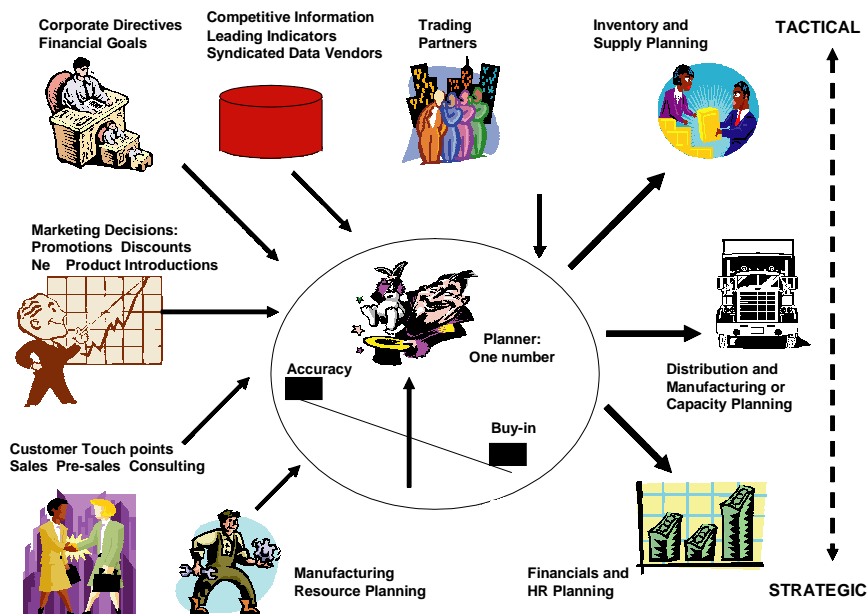 Corporate Directives
Financial Goals
Competitive Information
Leading Indicators
Syndicated Data Vendors
Trading
Partners
Inventory and
Supply Planning
TACTICAL
Marketing Decisions:
Promotions Discounts
Ne Product Introductions
Planner:
One number
Accuracy
Buy-in
Distribution and
Manufacturing or
Capacity Planning
Customer Touch points
Sales Pre-sales Consulting
Manufacturing
Resource Planning
Financials and
HR Planning
STRATEGIC